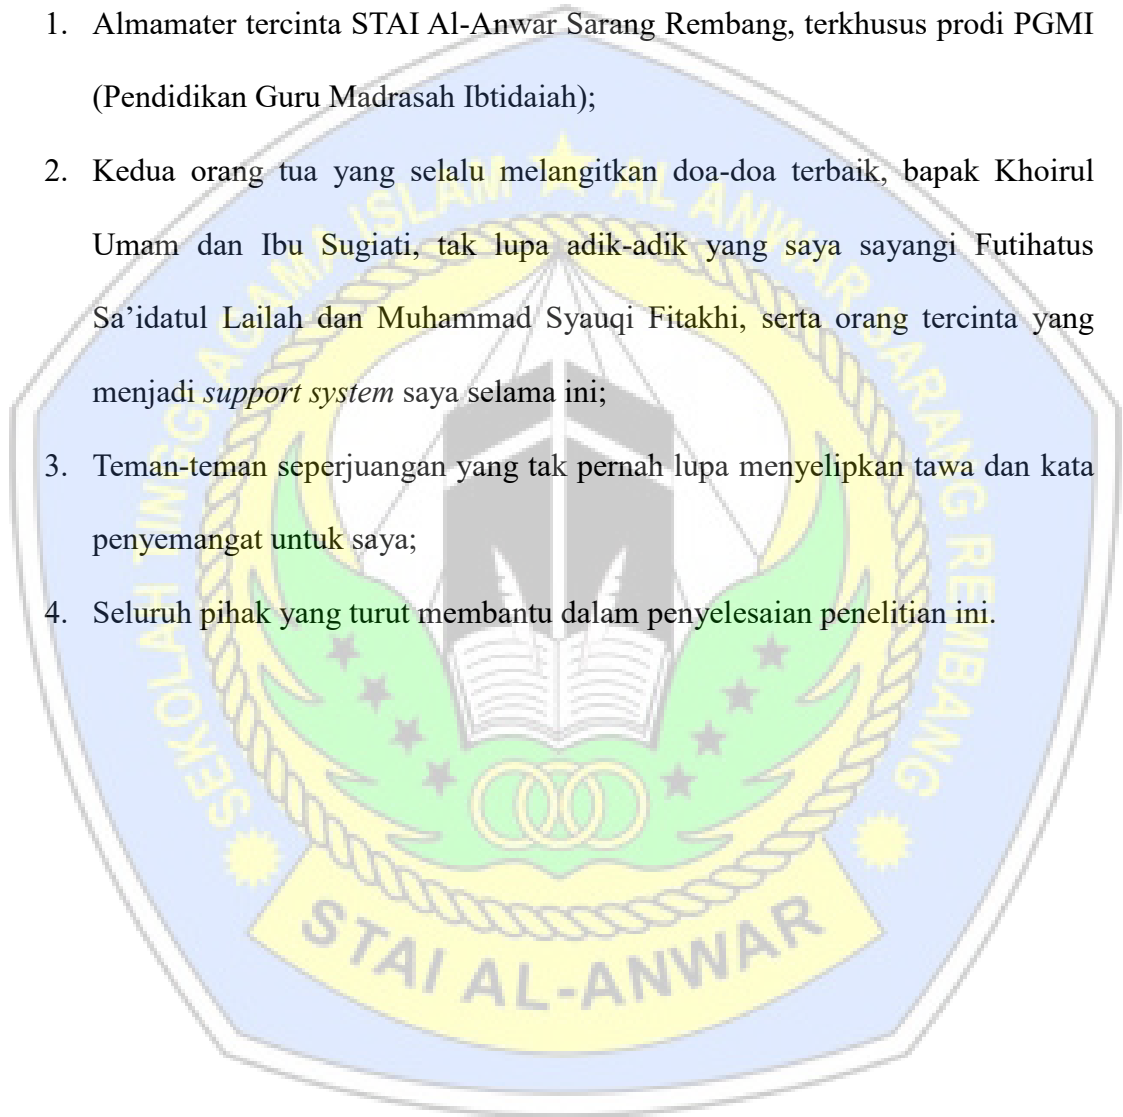 1. Almamater tercinta STAI Al-Anwar Sarang Rembang, terkhusus prodi PGMI
(Pendidikan Guru Madrasah Ibtidaiah);
2. Kedua orang tua yang selalu melangitkan doa-doa terbaik, bapak Khoirul
Umam dan Ibu Sugiati, tak lupa adik-adik yang saya sayangi Futihatus
Sa’idatul Lailah dan Muhammad Syauqi Fitakhi, serta orang tercinta yang
menjadi support system saya selama ini;
3. Teman-teman seperjuangan yang tak pernah lupa menyelipkan tawa dan kata
penyemangat untuk saya;
4. Seluruh pihak yang turut membantu dalam penyelesaian penelitian ini.
SEKOLAH TINGGI AGAMA ISLAM AL ANWAR SARANG REMBANG
STAI AL-ANWAR